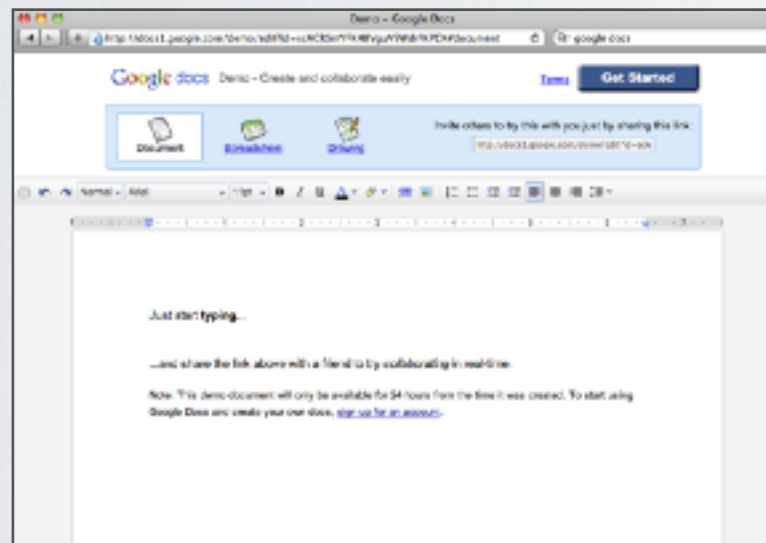 Demo – Google Docs
google docs
Google docs Demo – Create and collaborate easily
Terms
Get Started
Invite others to try this with you just by sharing this link:
Document
Spreadsheet
Drawing
Normal
Arial
11pt
B I U A
Just start typing...
...and share the link above with a friend to try collaborating in real-time.
Note: This demo document will only be available for 24 hours from the time it was created. To start using
Google Docs and create your own docs, sign up for an account.